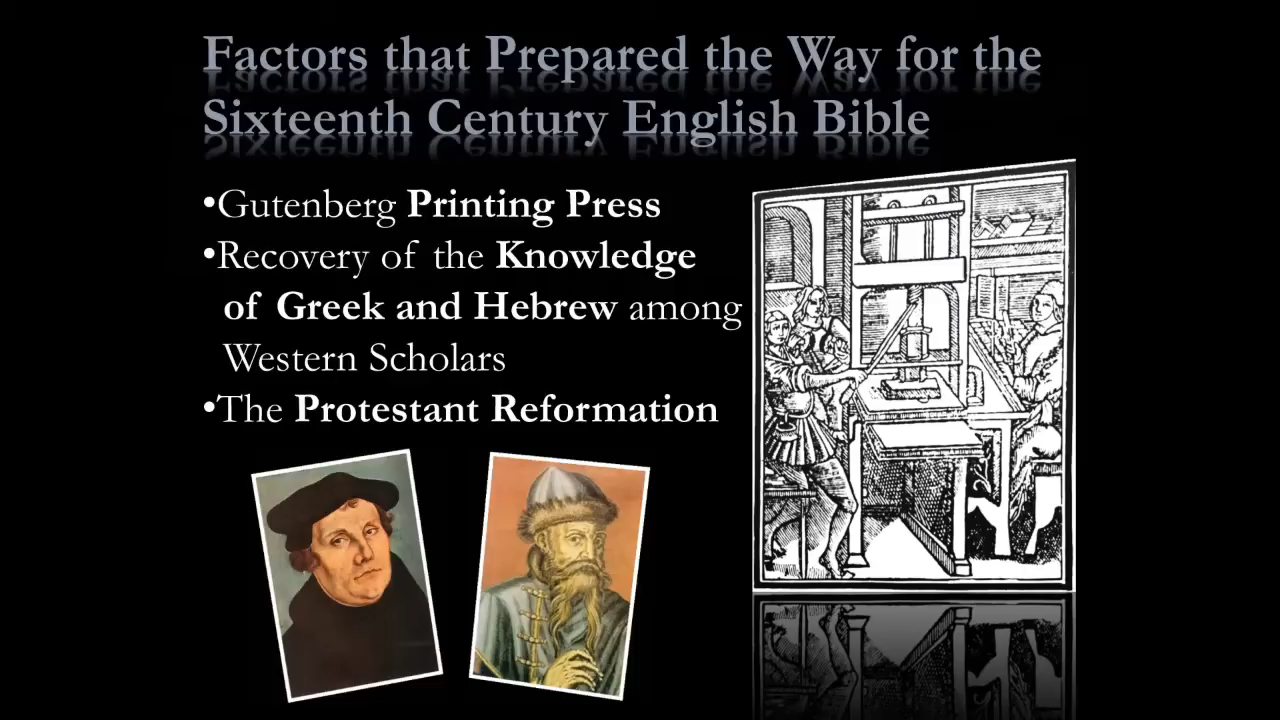 Factors that Prepared the Way for the
Sixteenth Century English Bible
•Gutenberg Printing Press
•Recovery of the Knowledge
of Greek and Hebrew among
Western Scholars
•The Protestant Reformation